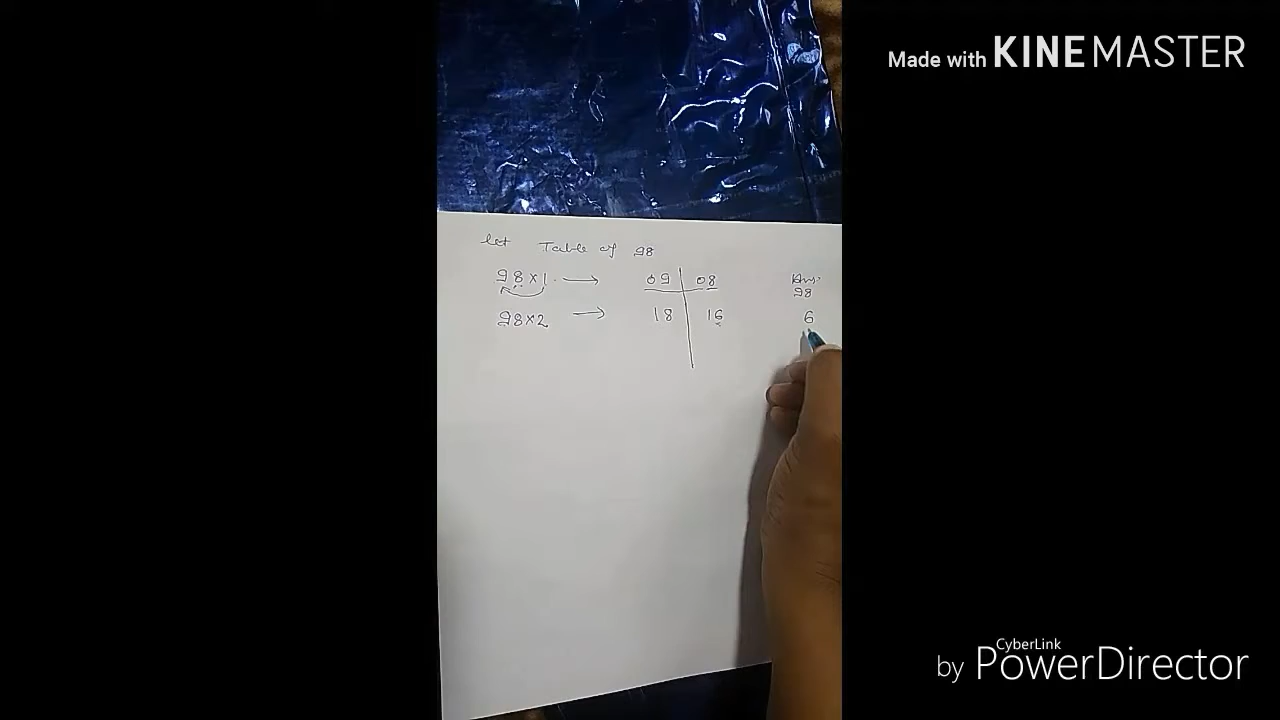 Made with KINEMASTER
let Table of 98
98×1 → 09 | 08 Ans.
98
98×2 → 18 | 16 6
CyberLink
by PowerDirector